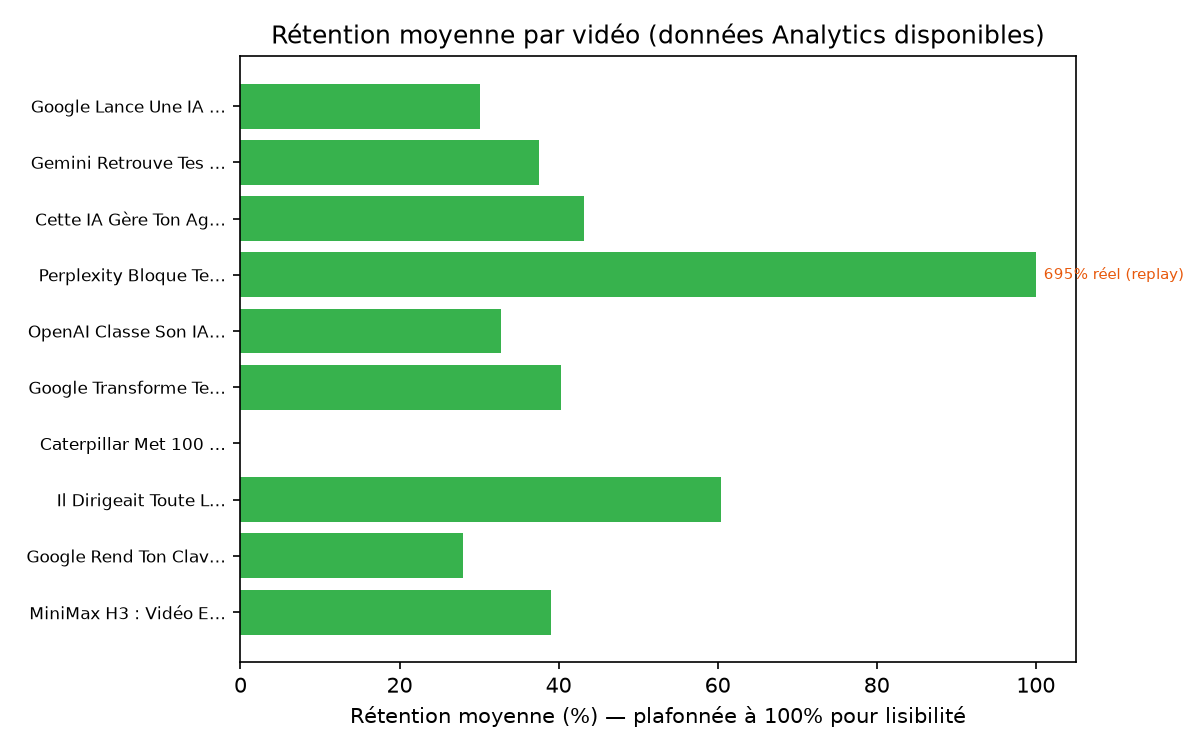 Rétention moyenne par vidéo (données Analytics disponibles)
Google Lance Une IA ...
Gemini Retrouve Tes ...
Cette IA Gère Ton Ag...
Perplexity Bloque Te...
695% réel (replay)
OpenAI Classe Son IA...
Google Transforme Te...
Caterpillar Met 100 ...
Il Dirigeait Toute L...
Google Rend Ton Clav...
MiniMax H3 : Vidéo E...
0 20 40 60 80 100
Rétention moyenne (%) — plafonnée à 100% pour lisibilité